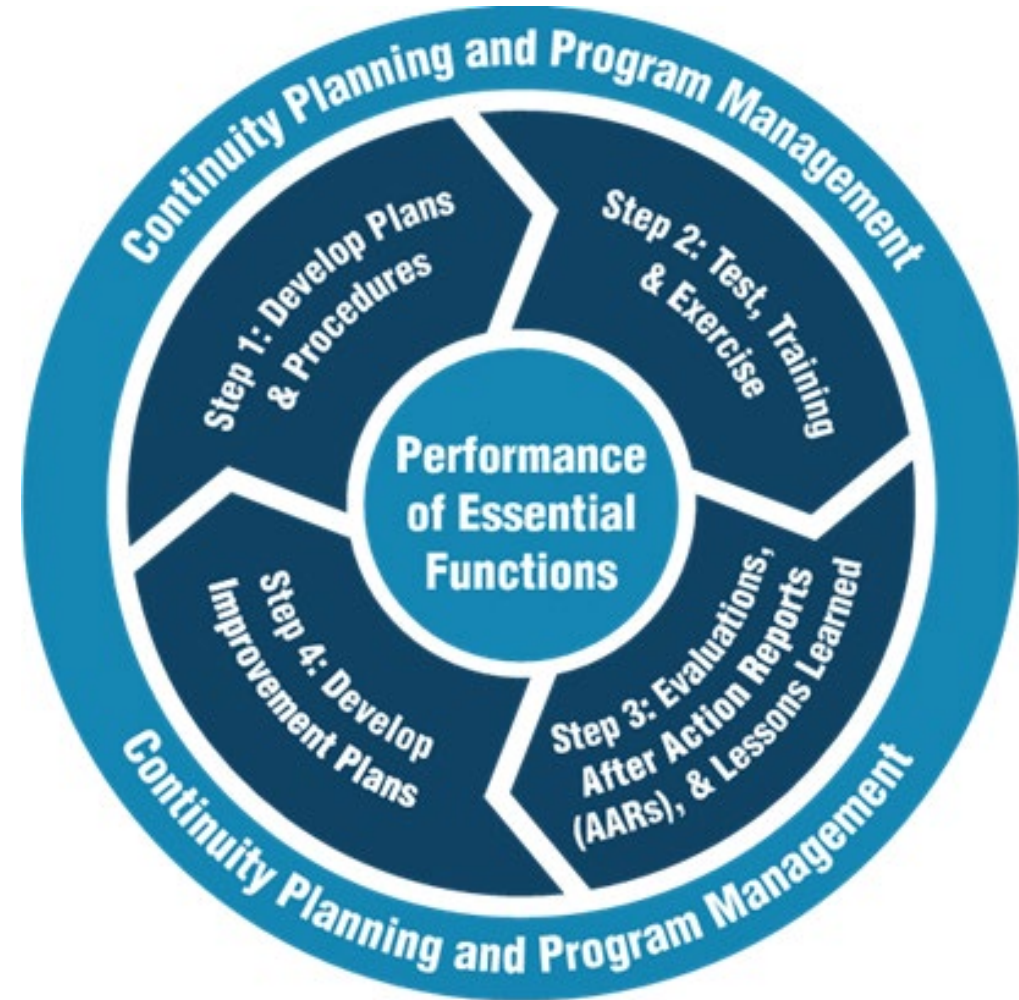 Continuity Planning and Program Management
Step 1: Develop Plans
& Procedures
Step 2: Test, Training
& Exercise
Performance
of Essential
Functions
Step 3: Evaluations,
After Action Reports
(AARs), & Lessons Learned
Step 4: Develop
Improvement Plans
Continuity Planning and Program Management